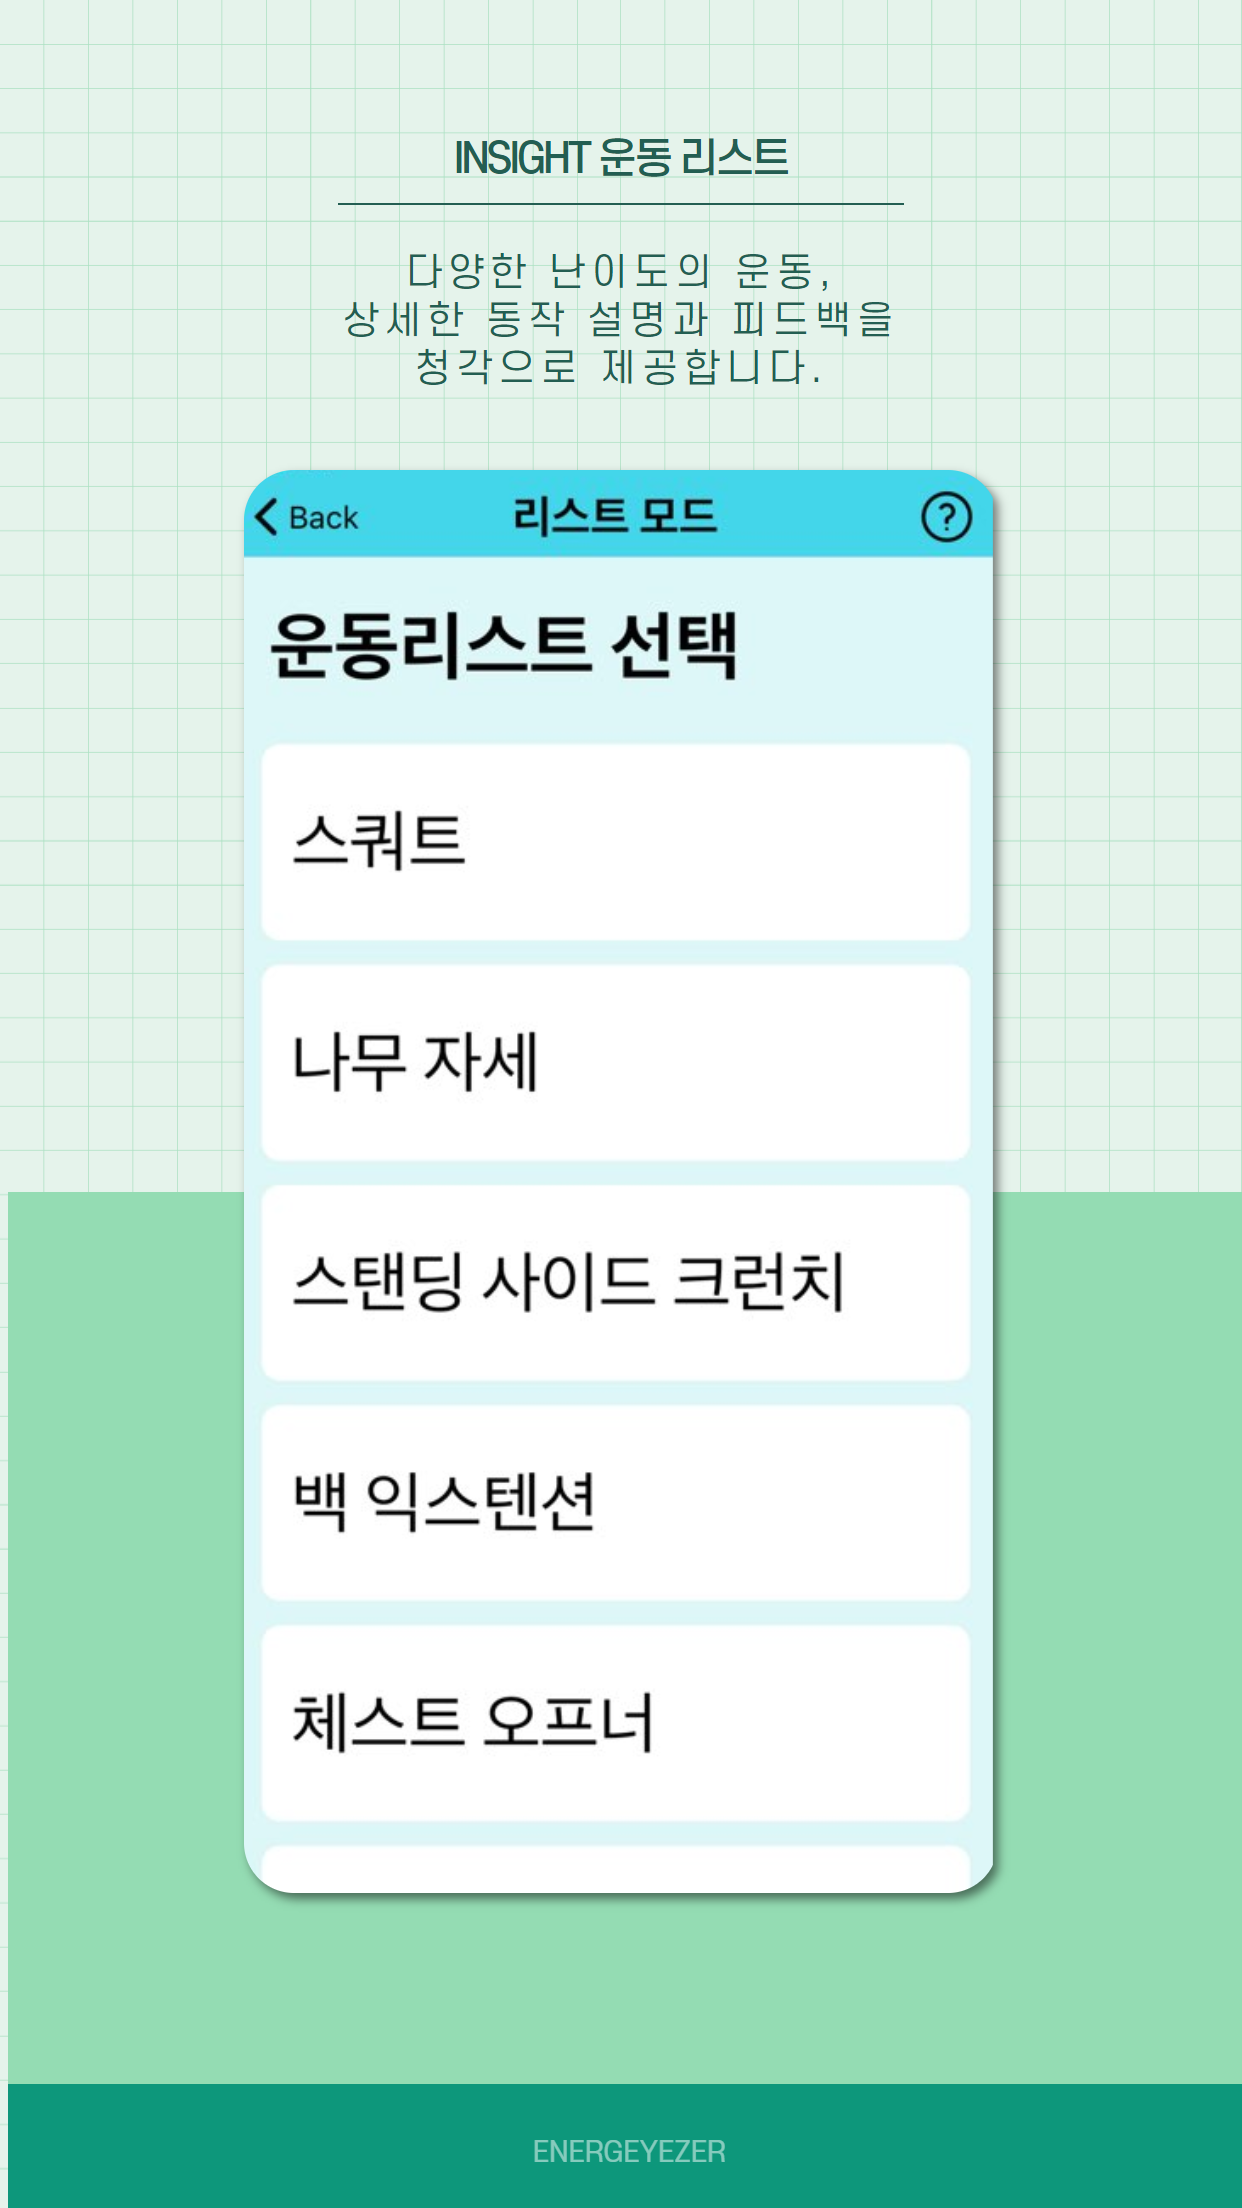 INSIGHT 운동 리스트
다양한 난이도의 운동,
상세한 동작 설명과 피드백을
청각으로 제공합니다.
Back 리스트 모드 ?
운동리스트 선택
스쿼트
나무 자세
스탠딩 사이드 크런치
백 익스텐션
체스트 오프너
ENERGEYEZER